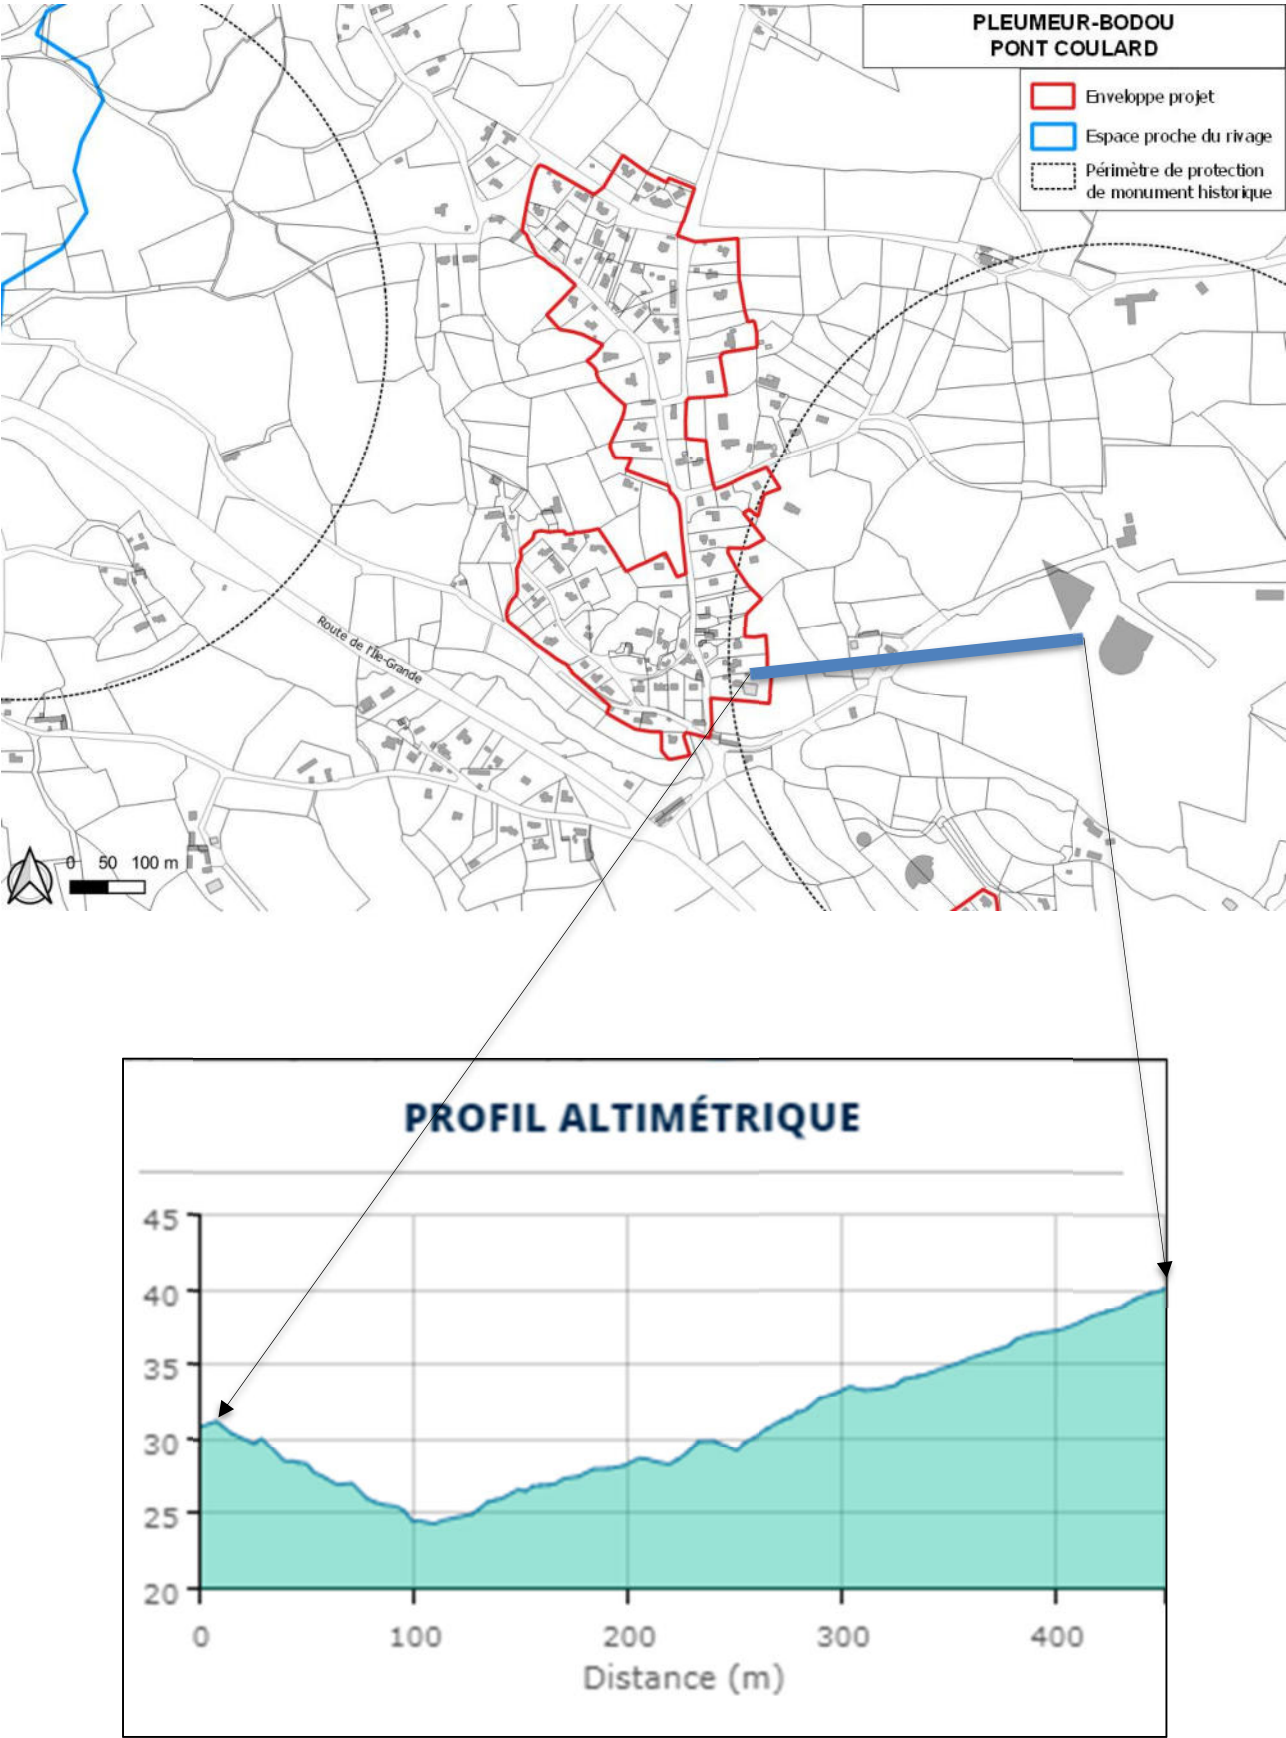 PLEUMEUR-BODOU
PONT COULARD
Enveloppe projet
Espace proche du rivage
Périmètre de protection
de monument historique
Route de l'Île-Grande
0 50 100 m
PROFIL ALTIMÉTRIQUE
45
40
35
30
25
20
0 100 200 300 400
Distance (m)